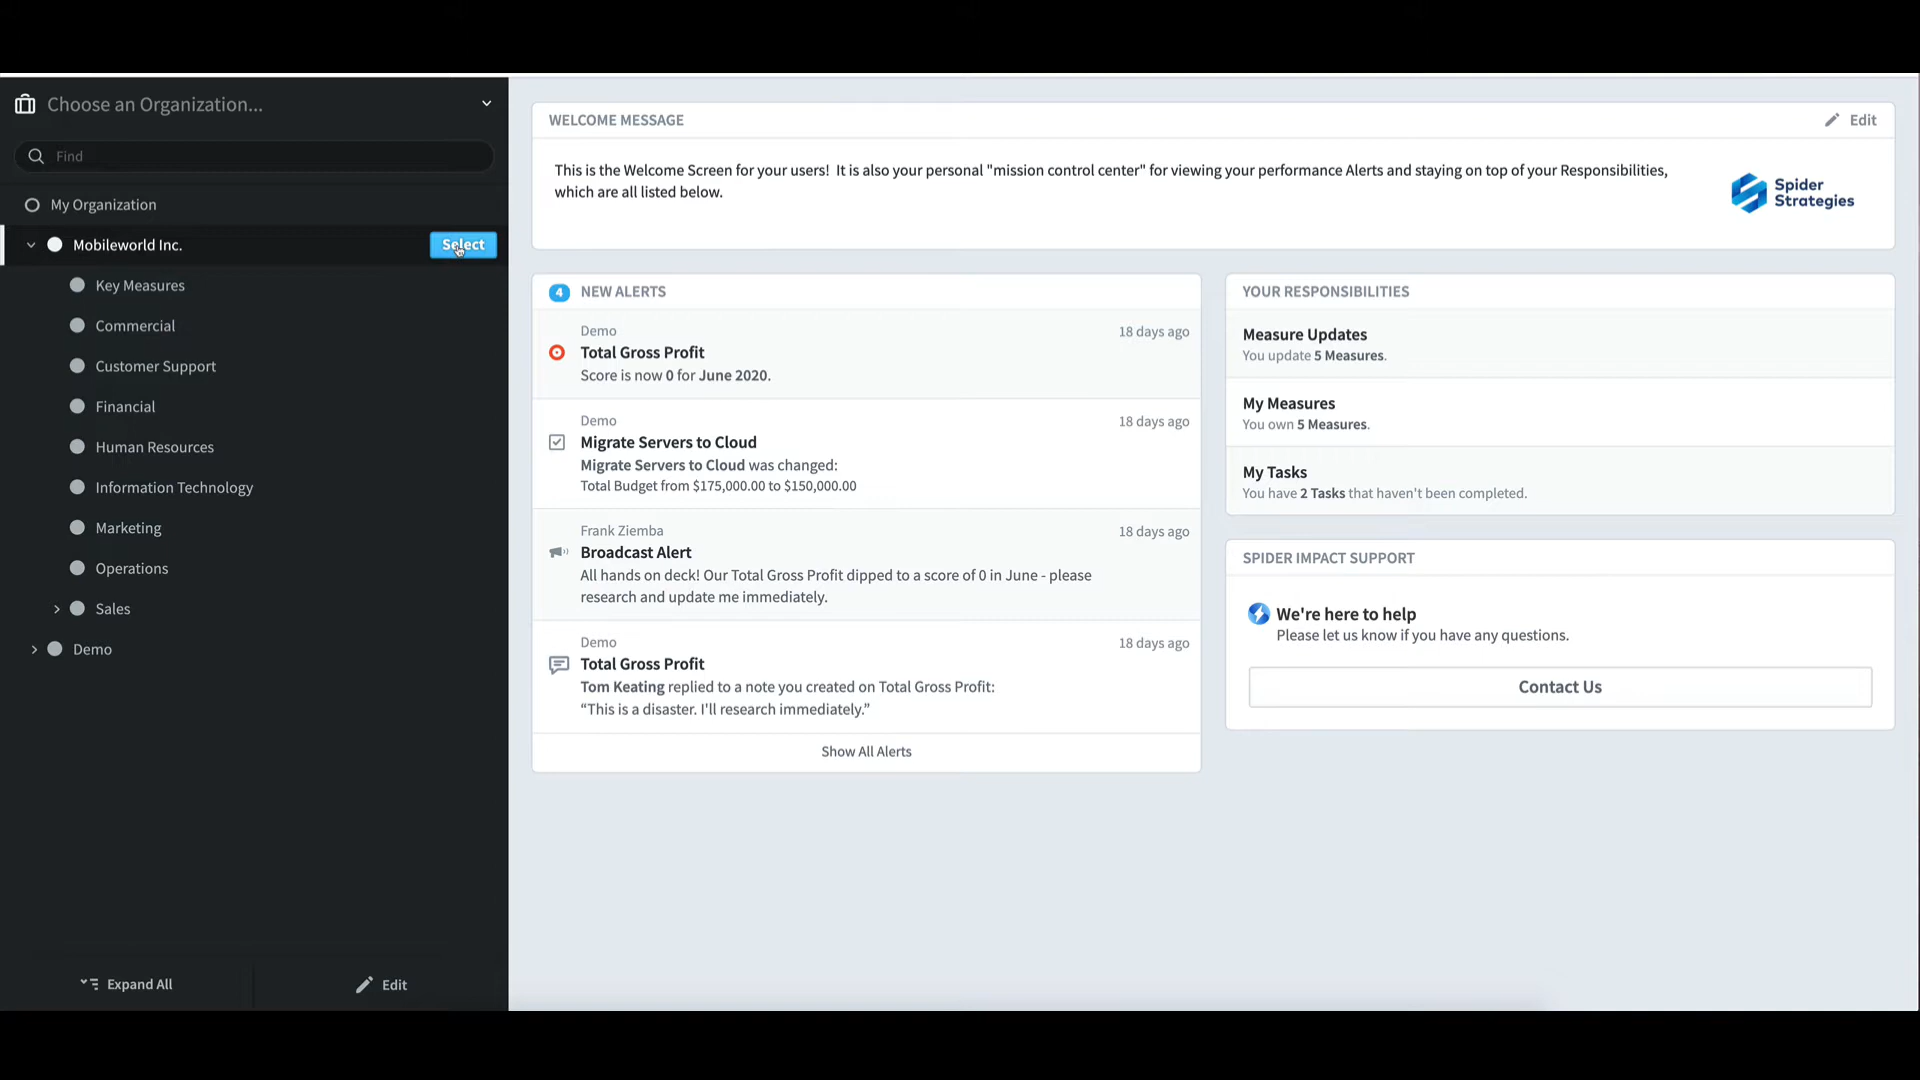 Choose an Organization...
Find
My Organization
Mobileworld Inc.
Select
Key Measures
Commercial
Customer Support
Financial
Human Resources
Information Technology
Marketing
Operations
Sales
Demo
Expand All
Edit
WELCOME MESSAGE
Edit
This is the Welcome Screen for your users! It is also your personal "mission control center" for viewing your performance Alerts and staying on top of your Responsibilities,
which are all listed below.
Spider
Strategies
4 NEW ALERTS
Demo
18 days ago
Total Gross Profit
Score is now 0 for June 2020.
Demo
18 days ago
Migrate Servers to Cloud
Migrate Servers to Cloud was changed:
Total Budget from $175,000.00 to $150,000.00
Frank Ziemba
18 days ago
Broadcast Alert
All hands on deck! Our Total Gross Profit dipped to a score of 0 in June - please
research and update me immediately.
Demo
18 days ago
Total Gross Profit
Tom Keating replied to a note you created on Total Gross Profit:
“This is a disaster. I'll research immediately.”
Show All Alerts
YOUR RESPONSIBILITIES
Measure Updates
You update 5 Measures.
My Measures
You own 5 Measures.
My Tasks
You have 2 Tasks that haven't been completed.
SPIDER IMPACT SUPPORT
We're here to help
Please let us know if you have any questions.
Contact Us